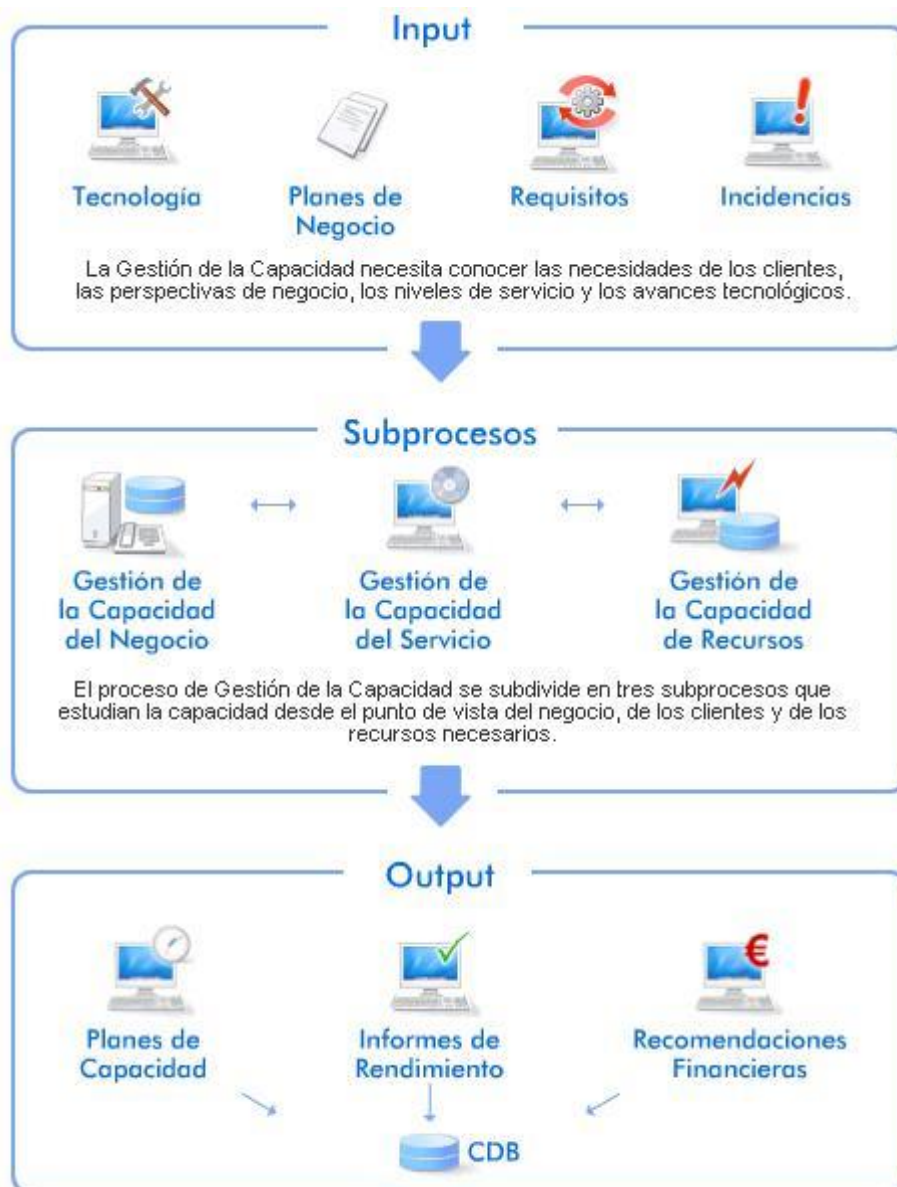 Input
Tecnología
Planes de
Negocio
Requisitos
Incidencias
La Gestión de la Capacidad necesita conocer las necesidades de los clientes,
las perspectivas de negocio, los niveles de servicio y los avances tecnológicos.
Subprocesos
Gestión de
la Capacidad
del Negocio
Gestión de
la Capacidad
del Servicio
Gestión de
la Capacidad
de Recursos
El proceso de Gestión de la Capacidad se subdivide en tres subprocesos que
estudian la capacidad desde el punto de vista del negocio, de los clientes y de los
recursos necesarios.
Output
€
Planes de
Capacidad
Informes de
Rendimiento
Recomendaciones
Financieras
CDB